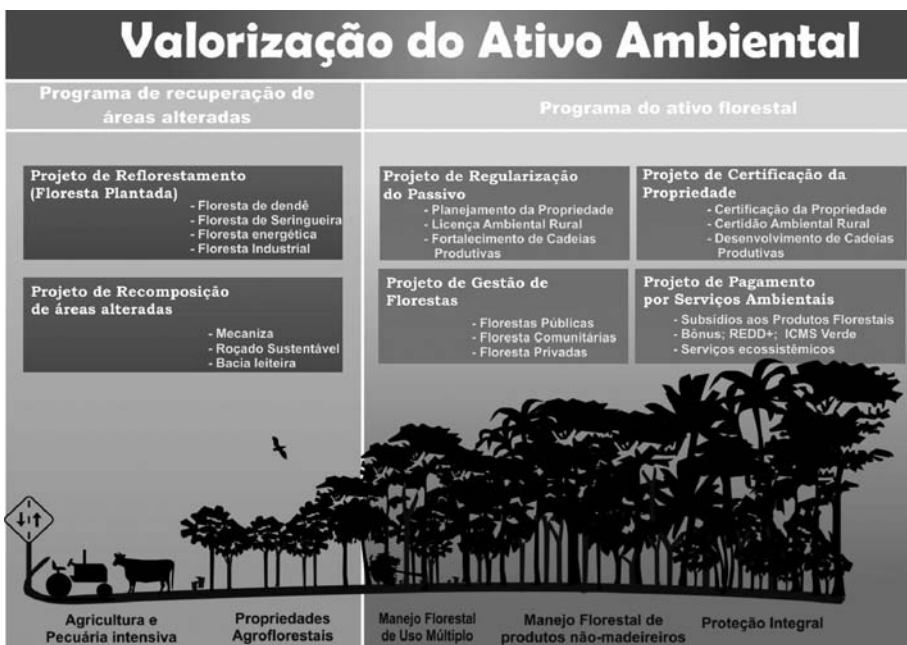 Valorização do Ativo Ambiental
Programa de recuperação de
áreas alteradas
Programa do ativo florestal
Projeto de Reflorestamento
(Floresta Plantada)
- Floresta de dendê
- Floresta de Seringueira
- Floresta energética
- Floresta Industrial
Projeto de Recomposição
de áreas alteradas
- Mecaniza
- Roçado Sustentável
- Bacia leiteira
Projeto de Regularização
do Passivo
- Planejamento da Propriedade
- Licença Ambiental Rural
- Fortalecimento de Cadeias
Produtivas
Projeto de Certificação da
Propriedade
- Certificação da Propriedade
- Certidão Ambiental Rural
- Desenvolvimento de Cadeias
Produtivas
Projeto de Gestão de
Florestas
- Florestas Públicas
- Floresta Comunitárias
- Floresta Privadas
Projeto de Pagamento
por Serviços Ambientais
- Subsídios aos Produtos Florestais
- Bônus; REDD+; ICMS Verde
- Serviços ecossistêmicos
Agricultura e
Pecuária intensiva
Propriedades
Agroflorestais
Manejo Florestal
de Uso Múltiplo
Manejo Florestal de
produtos não-madeireiros
Proteção Integral